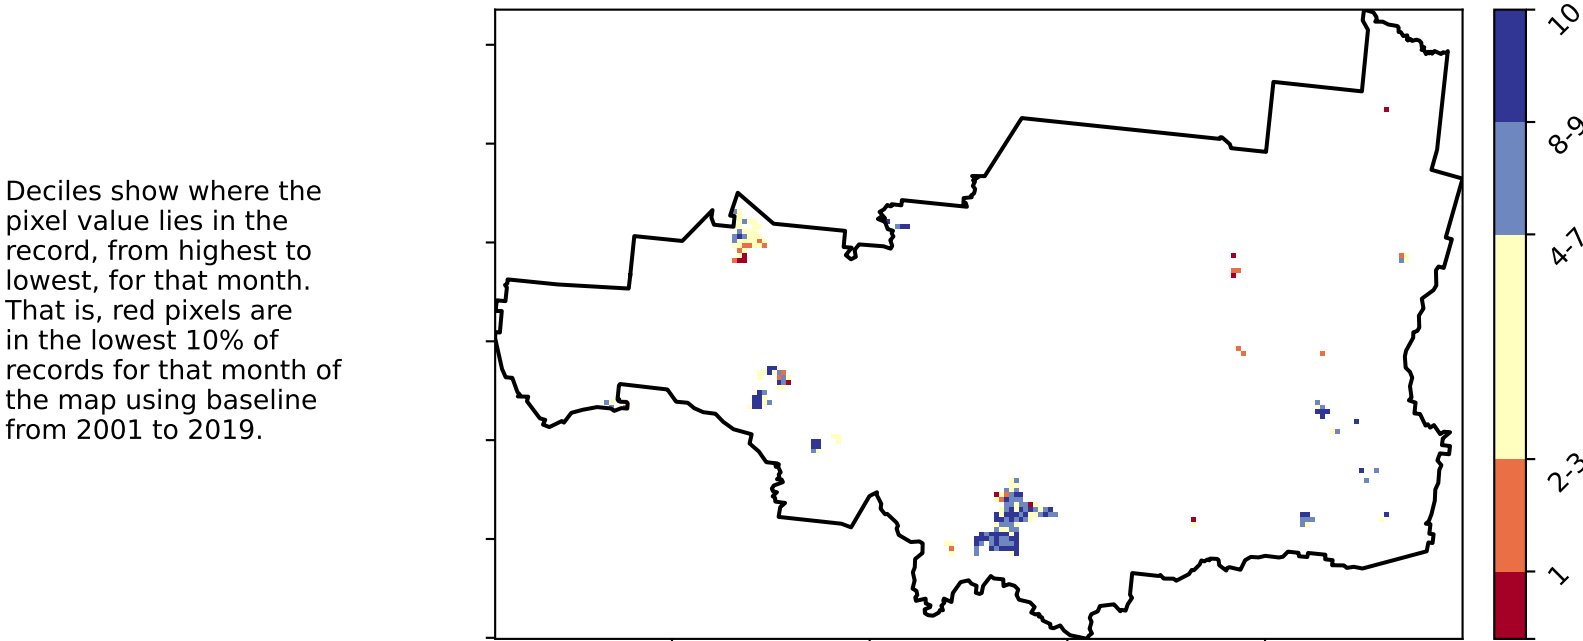 Deciles show where the
pixel value lies in the
record, from highest to
lowest, for that month.
That is, red pixels are
in the lowest 10% of
records for that month of
the map using baseline
from 2001 to 2019.
10
8-9
4-7
2-3
1